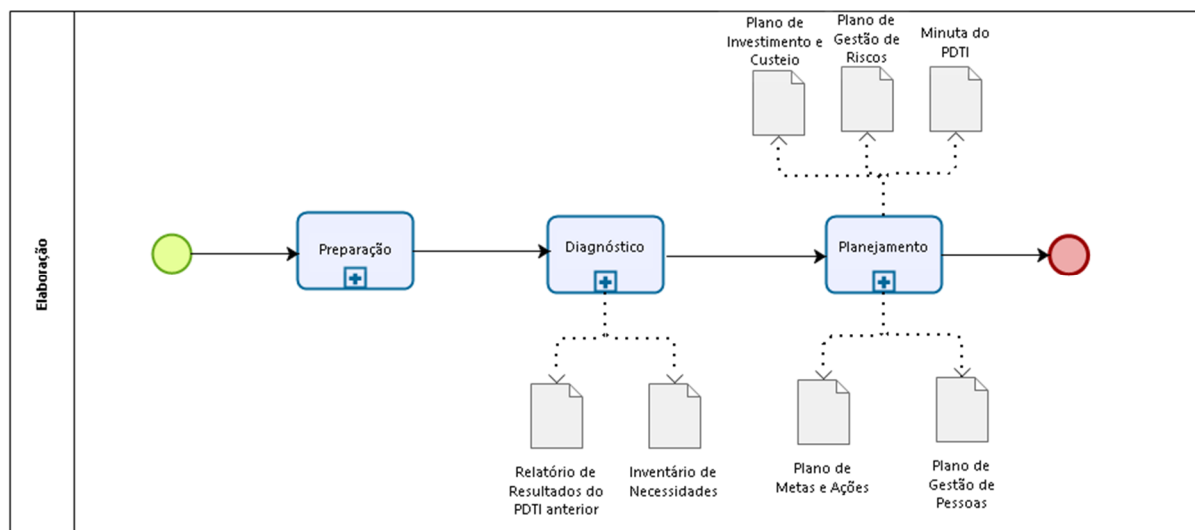 Elaboração
Plano de
Investimento e
Custeio
Plano de
Gestão de
Riscos
Minuta do
PDTI
Preparação
Diagnóstico
Planejamento
Relatório de
Resultados do
PDTI anterior
Inventário de
Necessidades
Plano de
Metas e Ações
Plano de
Gestão de
Pessoas